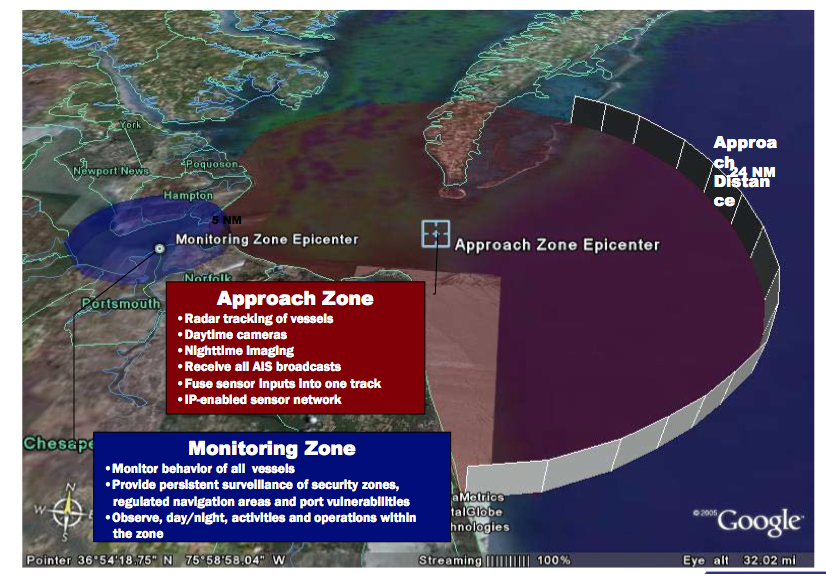 York
Newport News
Poquoson
Hampton
5 NM
Monitoring Zone Epicenter
Approach Zone Epicenter
Approa
ch
24 NM
Distan
ce
Norfolk
Portsmouth
Approach Zone
•Radar tracking of vessels
•Daytime cameras
•Nighttime imaging
•Receive all AIS broadcasts
•Fuse sensor inputs into one track
•IP-enabled sensor network
Chesape
Monitoring Zone
•Monitor behavior of all vessels
•Provide persistent surveillance of security zones,
regulated navigation areas and port vulnerabilities
•Observe, day/night, activities and operations within
the zone
N
W
E
S
aMetrics
talGlobe
hnologies
©2005 Google™
Pointer 36°54'18.75" N 75°58'58.04" W
Streaming |||||||||| 100%
Eye alt 32.02 mi